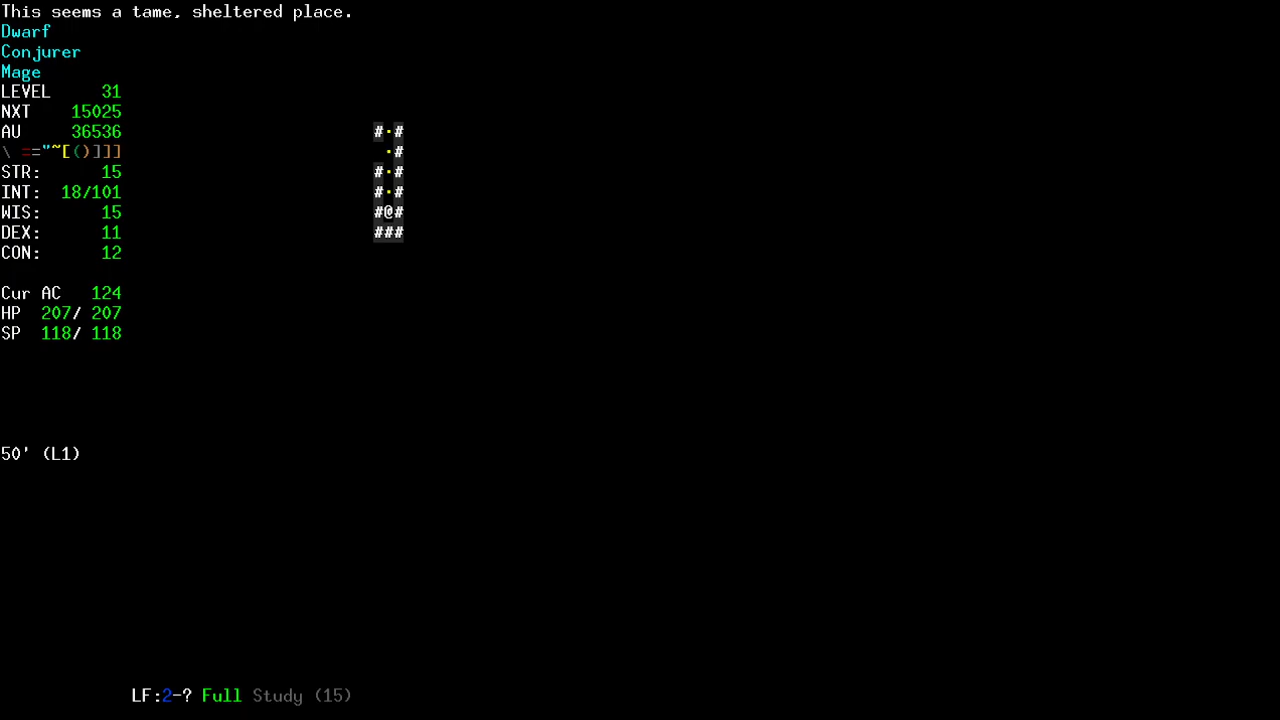 This seems a tame, sheltered place.
Dwarf
Conjurer
Mage
LEVEL 31
NXT 15025
AU 36536 #·#
\ =="~[()]]] ·#
STR: 15 #·#
INT: 18/101 #·#
WIS: 15 #@#
DEX: 11 ###
CON: 12
Cur AC 124
HP 207/ 207
SP 118/ 118
50' (L1)
LF:2-? Full Study (15)